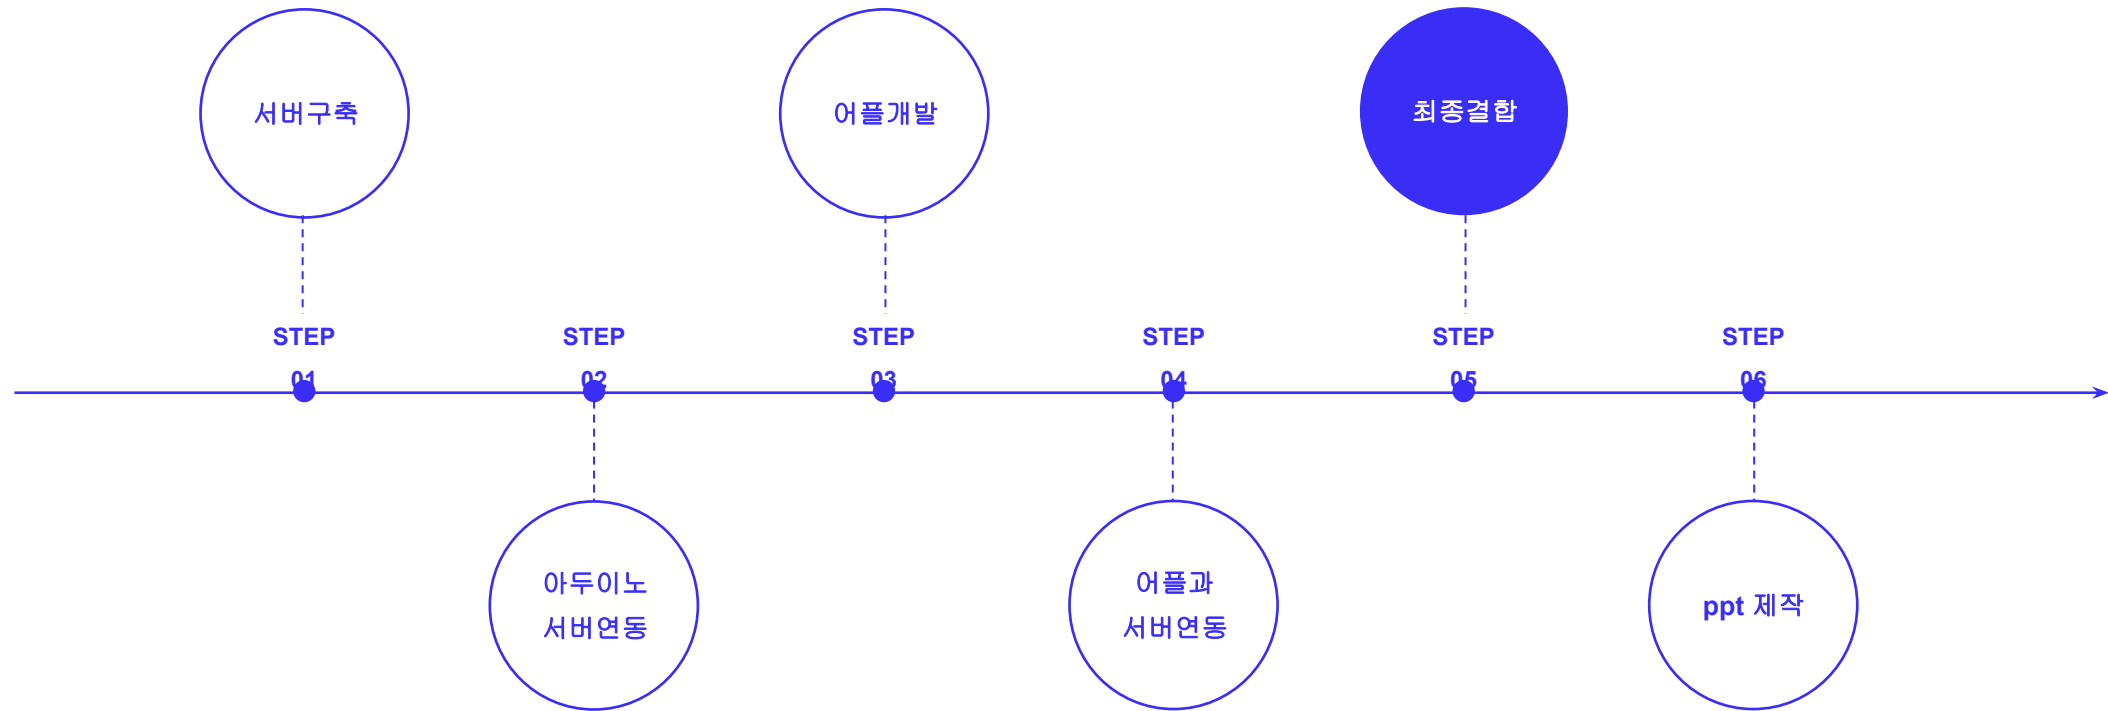 서버구축
어플개발
최종결합
STEP
01
STEP
02
STEP
03
STEP
04
STEP
05
STEP
06
아두이노
서버연동
어플과
서버연동
ppt 제작